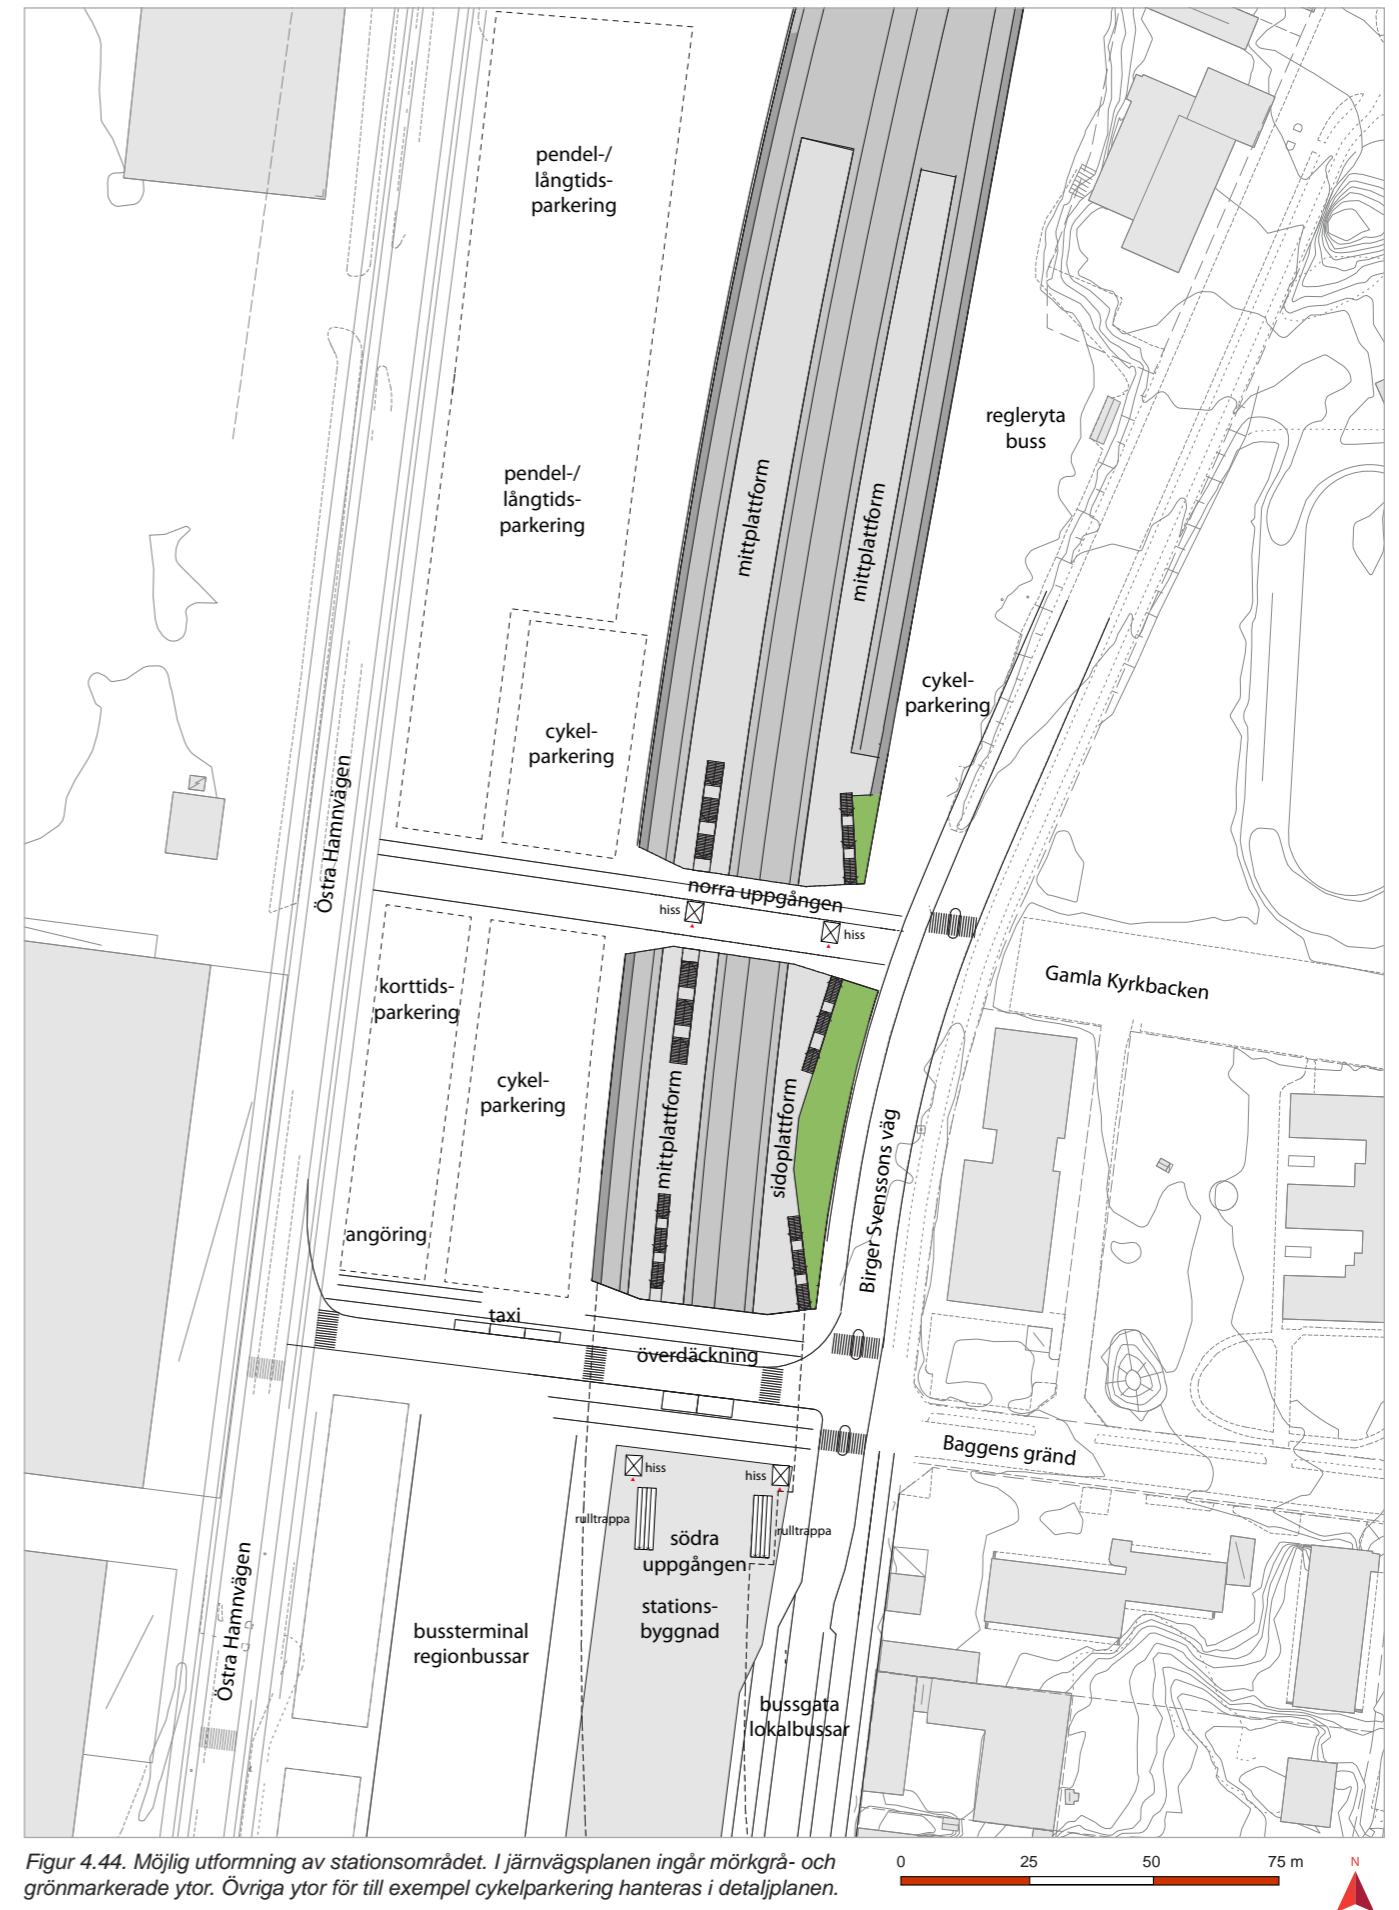 pendel-/
långtids-
parkering
regleryta
buss
pendel-/
långtids-
parkering
mittplattform
mittplattform
cykel-
parkering
cykel-
parkering
Östra Hamnvägen
norra uppgången
hiss
hiss
Gamla Kyrkbacken
korttids-
parkering
cykel-
parkering
mittplattform
sidoplattform
Birger Svenssons väg
angöring
taxi
överdäckning
Baggens gränd
hiss
hiss
rulltrappa
rulltrappa
södra
uppgången
stations-
byggnad
Östra Hamnvägen
bussterminal
regionbussar
bussgata
lokalbussar
Figur 4.44. Möjlig utformning av stationsområdet. I järnvägsplanen ingår mörkgrå- och
grönmarkerade ytor. Övriga ytor för till exempel cykelparkering hanteras i detaljplanen.
0 25 50 75 m
N